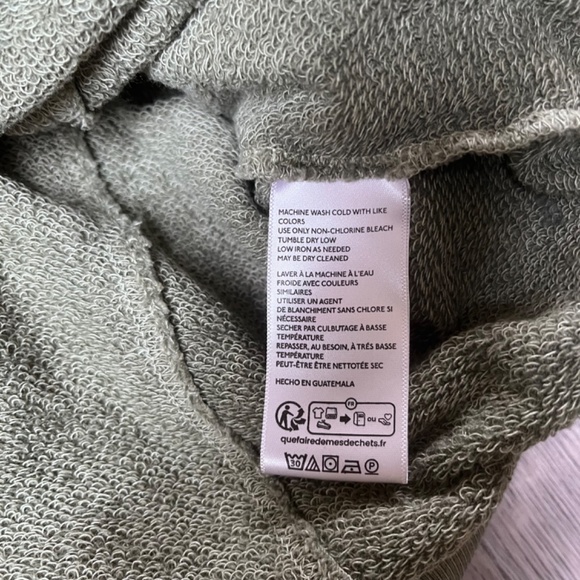 MACHINE WASH COLD WITH LIKE
COLORS
USE ONLY NON-CHLORINE BLEACH
TUMBLE DRY LOW
LOW IRON AS NEEDED
MAY BE DRY CLEANED
LAVER À LA MACHINE À L'EAU
FROIDE AVEC COULEURS
SIMILAIRES
UTILISER UN AGENT
DE BLANCHIMENT SANS CHLORE SI
NÉCESSAIRE
SECHER PAR CULBUTAGE À BASSE
TEMPÉRATURE
REPASSER, AU BESOIN, À TRÉS BASSE
TEMPÉRATURE
PEUT-ÊTRE ÊTRE NETTOTÉE SEC
HECHO EN GUATEMALA
FR
OU
quefairedemesdechets.fr
30
P